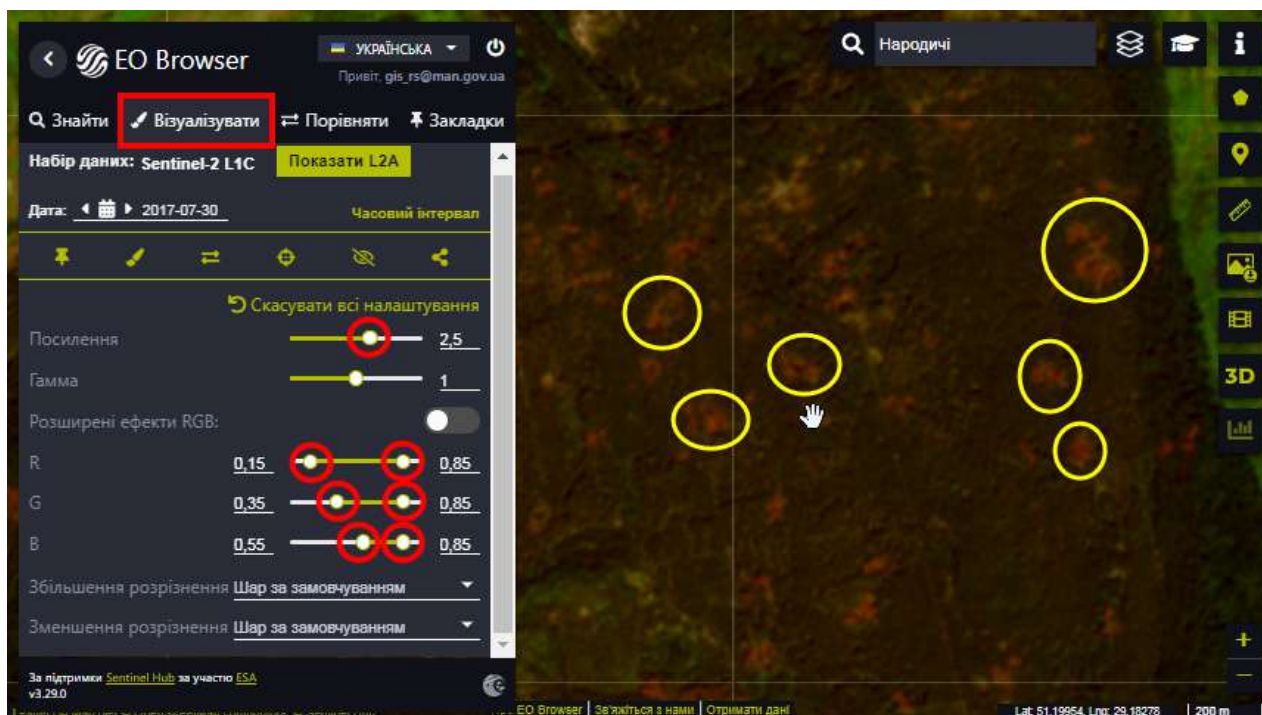 EO Browser
УКРАЇНСЬКА
Привіт, gis_rs@man.gov.ua
Знайти Візуалізувати Порівняти Закладки
Набір даних: Sentinel-2 L1C Показати L2A
Дата: 2017-07-30 Часовий інтервал
Скасувати всі налаштування
Посилення 2,5
Гамма 1
Розширені ефекти RGB:
R 0,15 0,85
G 0,35 0,85
B 0,55 0,85
Збільшення розрізнення Шар за замовчуванням
Зменшення розрізнення Шар за замовчуванням
За підтримки Sentinel Hub за участю ESA
v3.29.0
Народичі
3D
EO Browser | Зв'яжіться з нами | Отримати дані
Lat: 51.19954, Lng: 29.18278 200 m